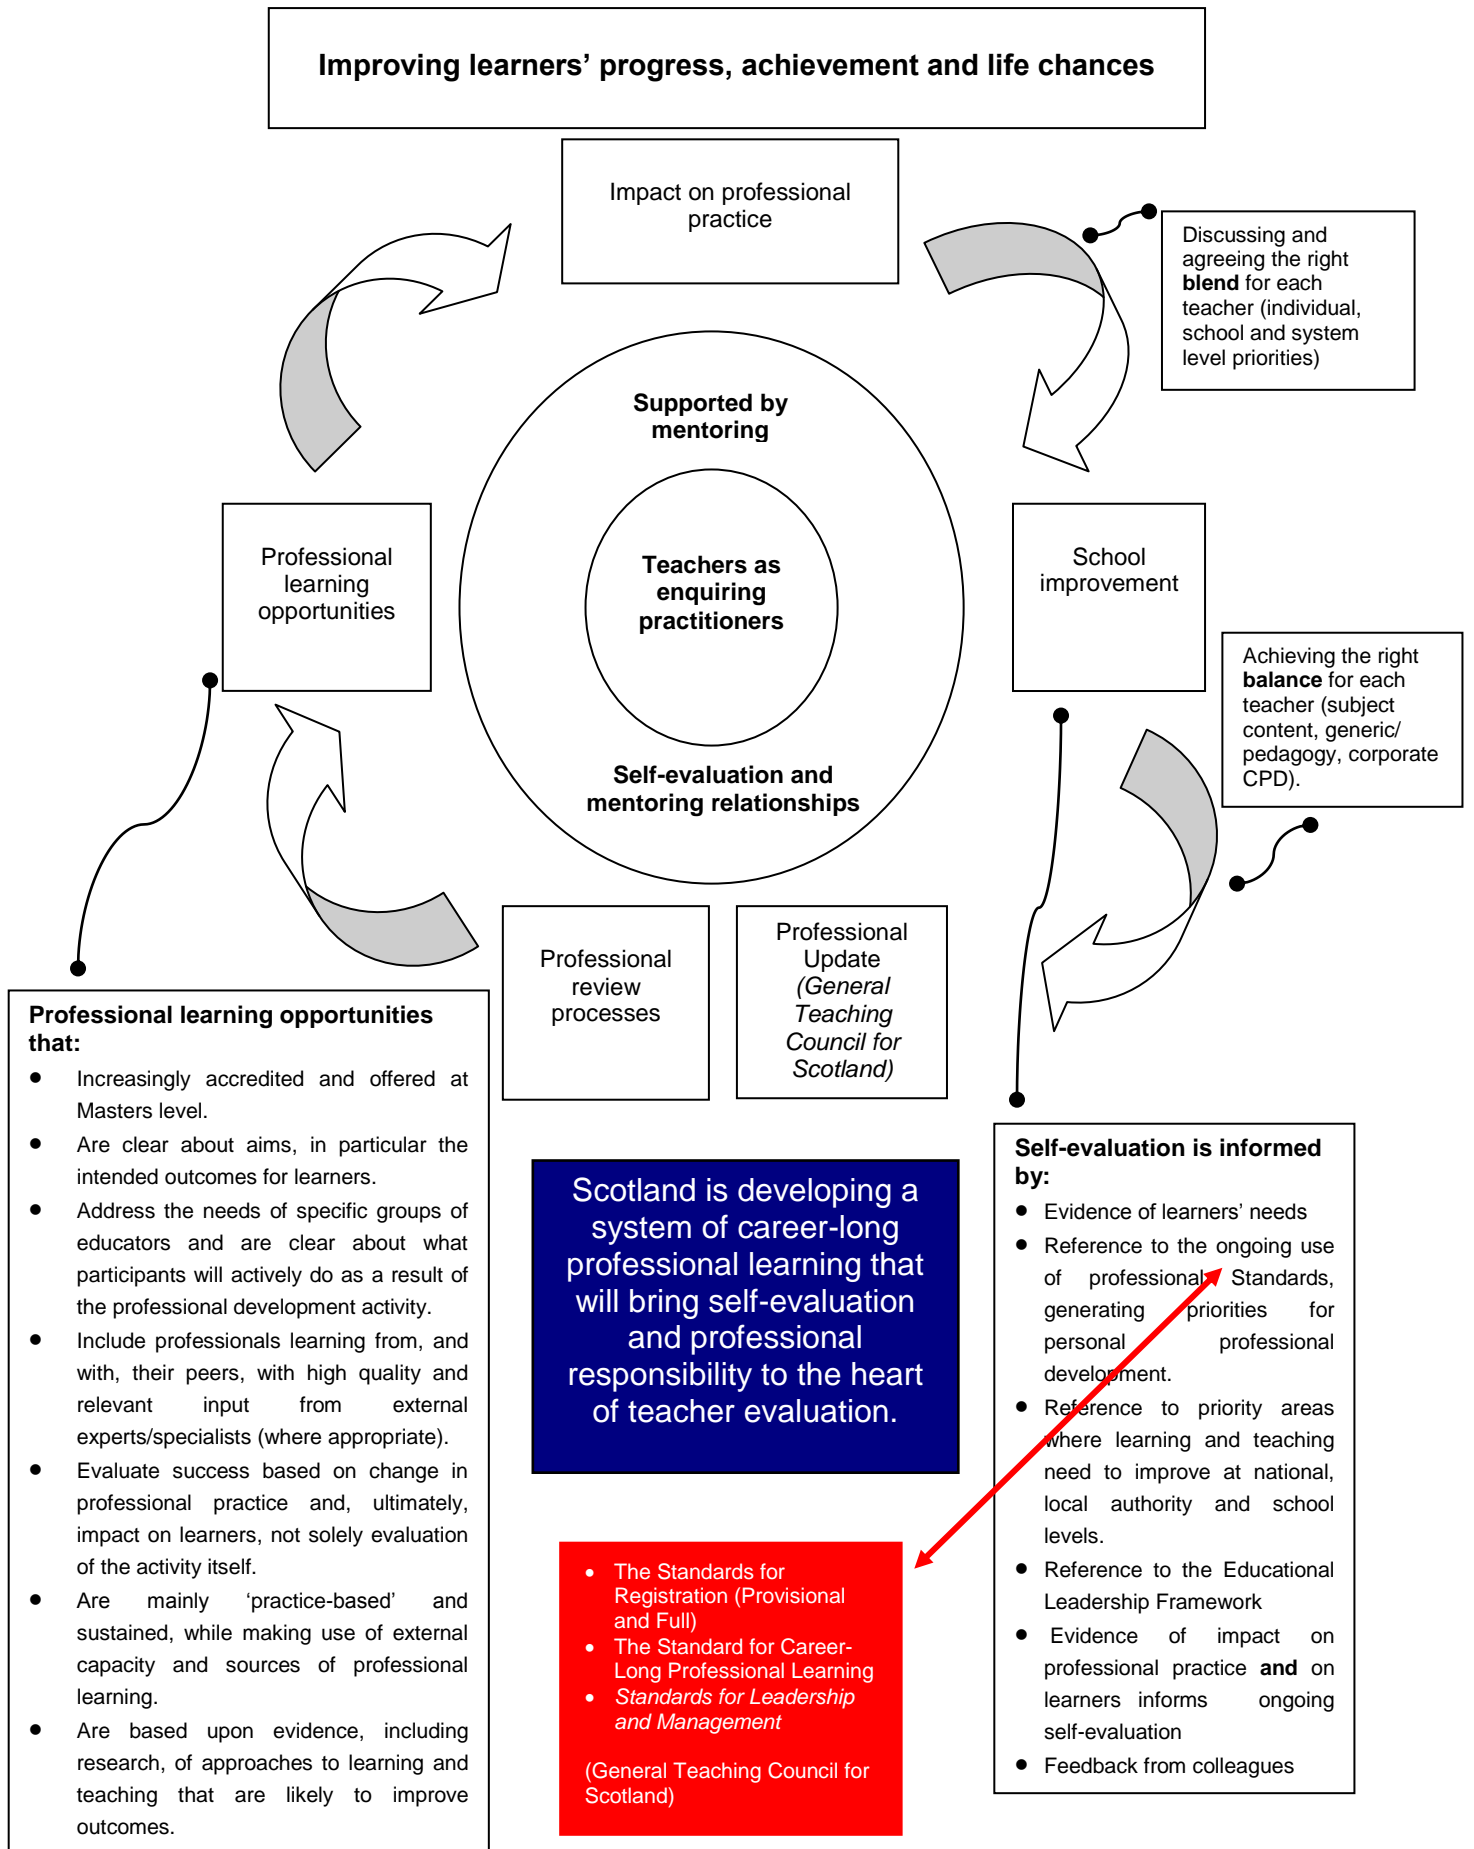 Improving learners’ progress, achievement and life chances
Impact on professional
practice
Discussing and
agreeing the right
blend for each
teacher (individual,
school and system
level priorities)
Supported by
mentoring
Professional
learning
opportunities
Teachers as
enquiring
practitioners
School
improvement
Achieving the right
balance for each
teacher (subject
content, generic/
pedagogy, corporate
CPD).
Self-evaluation and
mentoring relationships
Professional
review
processes
Professional
Update
(General
Teaching
Council for
Scotland)
Professional learning opportunities
that:
● Increasingly accredited and offered at
Masters level.
● Are clear about aims, in particular the
intended outcomes for learners.
● Address the needs of specific groups of
educators and are clear about what
participants will actively do as a result of
the professional development activity.
● Include professionals learning from, and
with, their peers, with high quality and
relevant input from external
experts/specialists (where appropriate).
● Evaluate success based on change in
professional practice and, ultimately,
impact on learners, not solely evaluation
of the activity itself.
● Are mainly ‘practice-based’ and
sustained, while making use of external
capacity and sources of professional
learning.
● Are based upon evidence, including
research, of approaches to learning and
teaching that are likely to improve
outcomes.
Scotland is developing a
system of career-long
professional learning that
will bring self-evaluation
and professional
responsibility to the heart
of teacher evaluation.
• The Standards for
Registration (Provisional
and Full)
• The Standard for Career-
Long Professional Learning
• Standards for Leadership
and Management
(General Teaching Council for
Scotland)
Self-evaluation is informed
by:
● Evidence of learners’ needs
● Reference to the ongoing use
of professional Standards,
generating priorities for
personal professional
development.
● Reference to priority areas
where learning and teaching
need to improve at national,
local authority and school
levels.
● Reference to the Educational
Leadership Framework
● Evidence of impact on
professional practice and on
learners informs ongoing
self-evaluation
● Feedback from colleagues